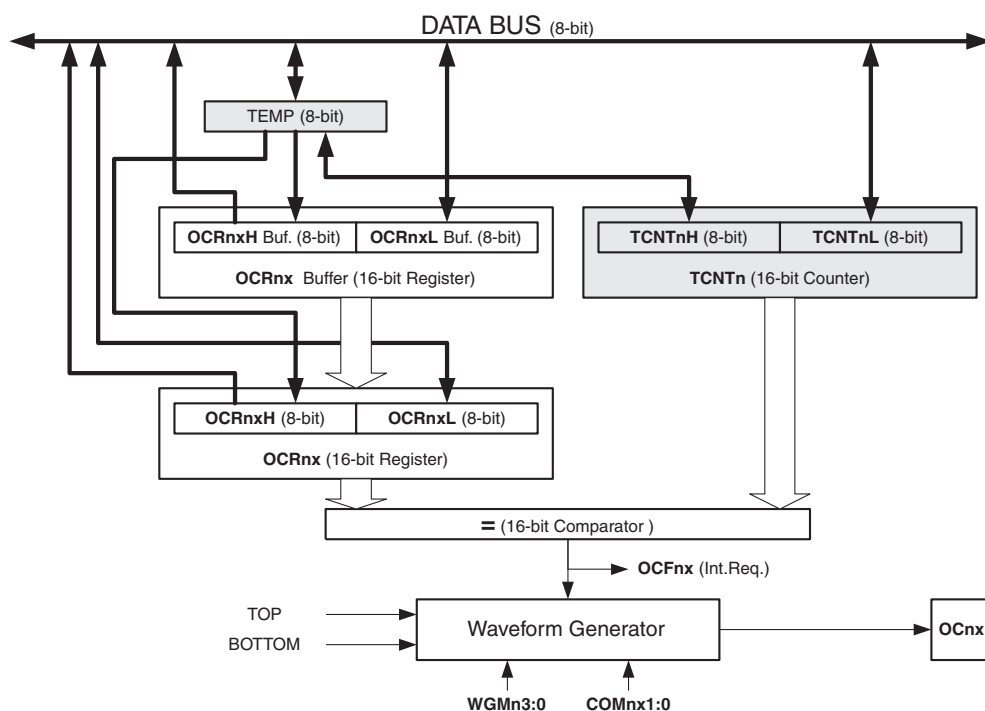 DATA BUS (8-bit)
TEMP (8-bit)
OCRnxH Buf. (8-bit)
OCRnxL Buf. (8-bit)
OCRnx Buffer (16-bit Register)
TCNTnH (8-bit)
TCNTnL (8-bit)
TCNTn (16-bit Counter)
OCRnxH (8-bit)
OCRnxL (8-bit)
OCRnx (16-bit Register)
= (16-bit Comparator )
OCFnx (Int.Req.)
TOP
BOTTOM
Waveform Generator
OCnx
WGMn3:0
COMnx1:0